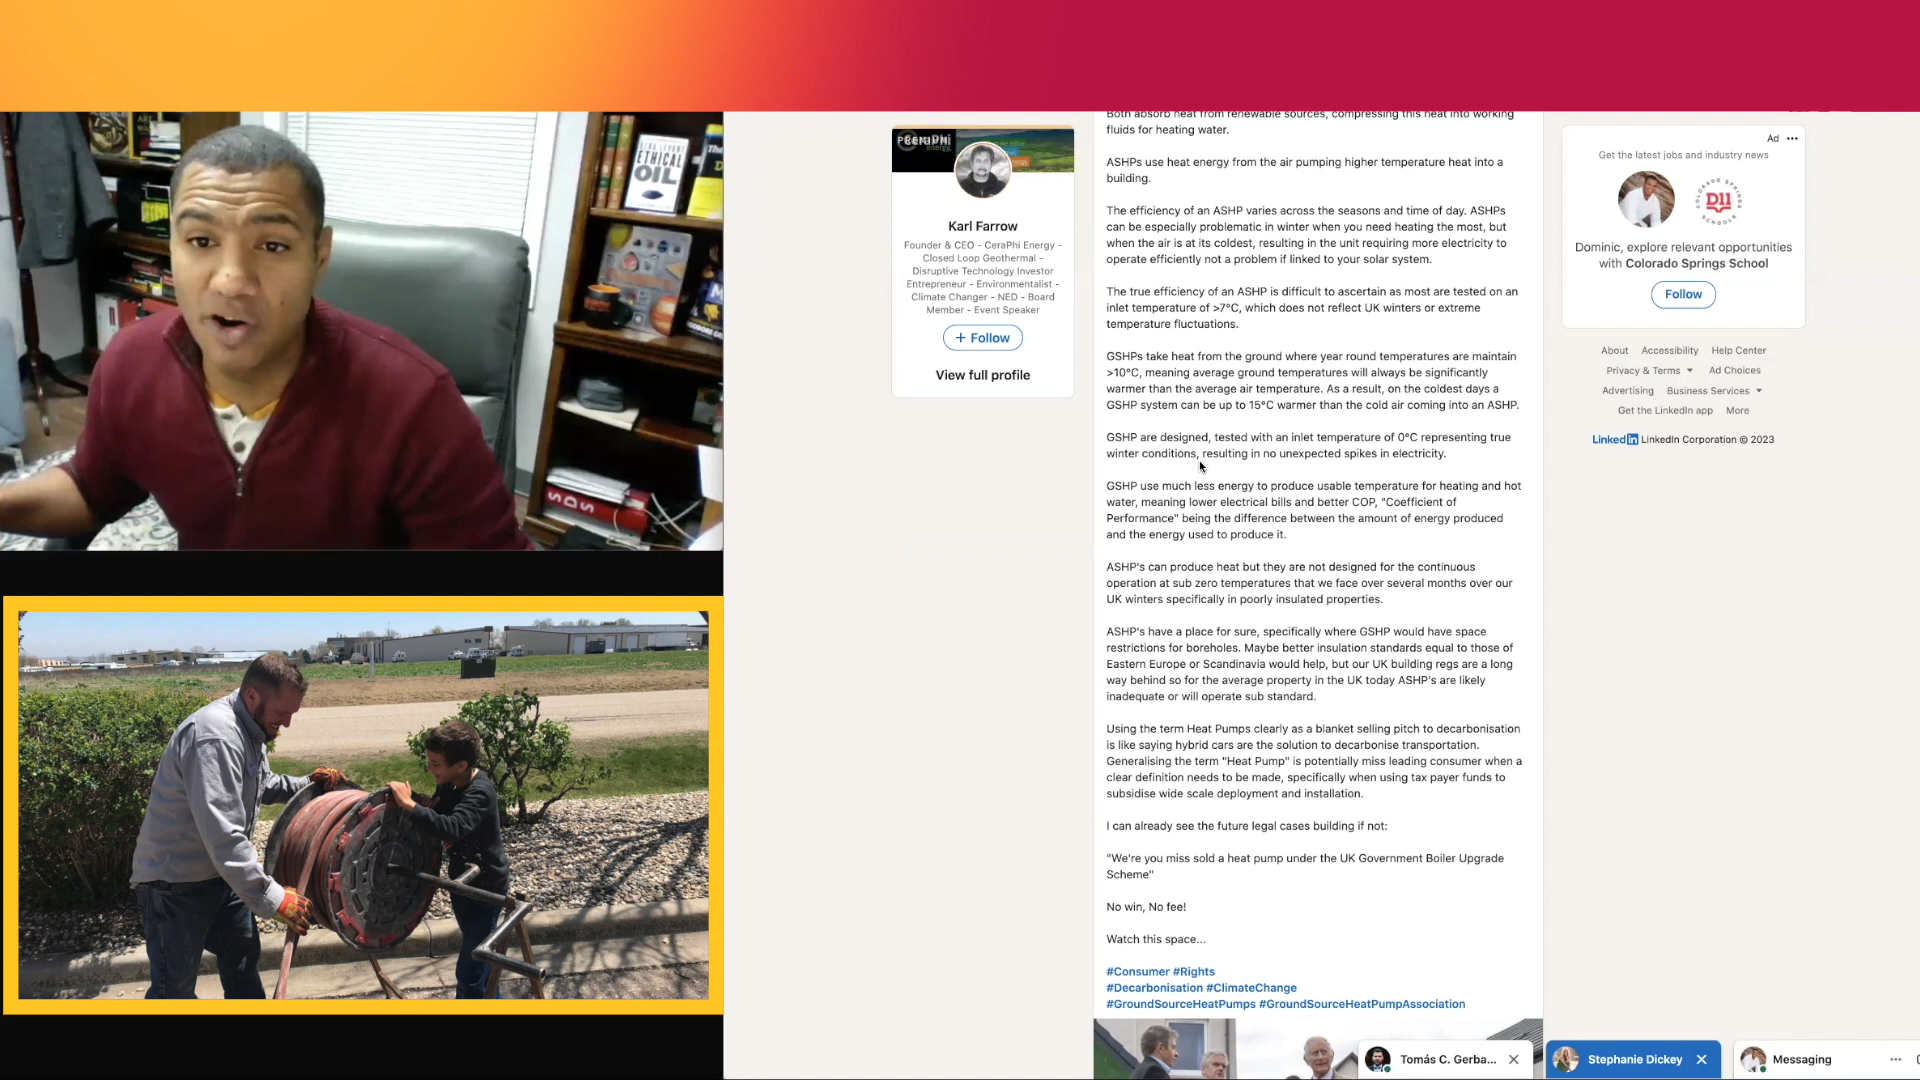 ETHICAL
OIL
SDS
Karl Farrow
Founder & CEO - CeraPhi Energy -
Closed Loop Geothermal -
Disruptive Technology Investor
Entrepreneur - Environmentalist -
Climate Changer - NED - Board
Member - Event Speaker
+ Follow
View full profile
Both absorb heat from renewable sources, compressing this heat into working
fluids for heating water.
ASHPs use heat energy from the air pumping higher temperature heat into a
building.
The efficiency of an ASHP varies across the seasons and time of day. ASHPs
can be especially problematic in winter when you need heating the most, but
when the air is at its coldest, resulting in the unit requiring more electricity to
operate efficiently not a problem if linked to your solar system.
The true efficiency of an ASHP is difficult to ascertain as most are tested on an
inlet temperature of >7°C, which does not reflect UK winters or extreme
temperature fluctuations.
GSHPs take heat from the ground where year round temperatures are maintain
>10°C, meaning average ground temperatures will always be significantly
warmer than the average air temperature. As a result, on the coldest days a
GSHP system can be up to 15°C warmer than the cold air coming into an ASHP.
GSHP are designed, tested with an inlet temperature of 0°C representing true
winter conditions, resulting in no unexpected spikes in electricity.
GSHP use much less energy to produce usable temperature for heating and hot
water, meaning lower electrical bills and better COP, "Coefficient of
Performance" being the difference between the amount of energy produced
and the energy used to produce it.
ASHP's can produce heat but they are not designed for the continuous
operation at sub zero temperatures that we face over several months over our
UK winters specifically in poorly insulated properties.
ASHP's have a place for sure, specifically where GSHP would have space
restrictions for boreholes. Maybe better insulation standards equal to those of
Eastern Europe or Scandinavia would help, but our UK building regs are a long
way behind so for the average property in the UK today ASHP's are likely
inadequate or will operate sub standard.
Using the term Heat Pumps clearly as a blanket selling pitch to decarbonisation
is like saying hybrid cars are the solution to decarbonise transportation.
Generalising the term "Heat Pump" is potentially miss leading consumer when a
clear definition needs to be made, specifically when using tax payer funds to
subsidise wide scale deployment and installation.
I can already see the future legal cases building if not:
"We're you miss sold a heat pump under the UK Government Boiler Upgrade
Scheme"
No win, No fee!
Watch this space...
#Consumer #Rights
#Decarbonisation #ClimateChange
#GroundSourceHeatPumps #GroundSourceHeatPumpAssociation
Ad
Get the latest jobs and industry news
COLORADO SPRINGS
D11
SCHOOLS
Dominic, explore relevant opportunities
with Colorado Springs School
Follow
About Accessibility Help Center
Privacy & Terms Ad Choices
Advertising Business Services
Get the LinkedIn app More
LinkedIn LinkedIn Corporation © 2023
Tomás C. Gerba...
Stephanie Dickey
Messaging